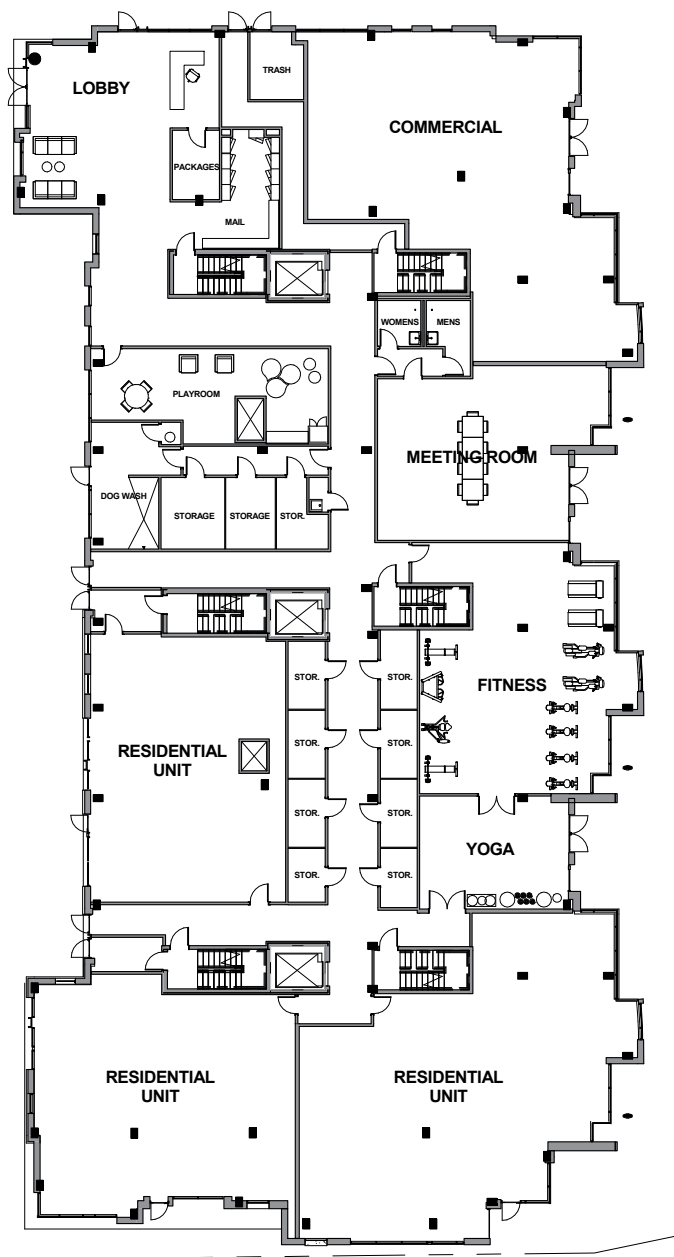 TRASH
LOBBY
COMMERCIAL
PACKAGES
MAIL
WOMENS
MENS
PLAYROOM
MEETING ROOM
DOG WASH
STORAGE
STORAGE
STOR.
STOR.
STOR.
FITNESS
STOR.
STOR.
RESIDENTIAL
UNIT
STOR.
STOR.
YOGA
STOR.
STOR.
RESIDENTIAL
UNIT
RESIDENTIAL
UNIT